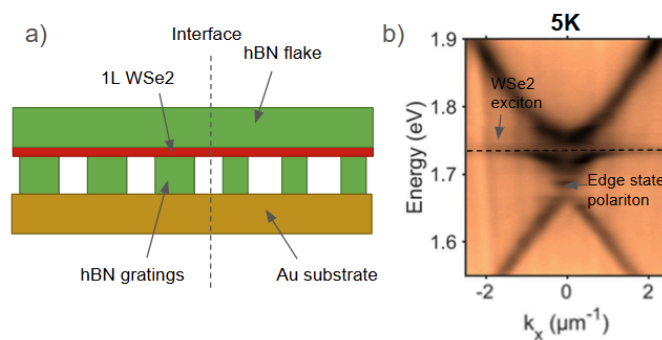 a)
Interface
hBN flake
1L WSe2
hBN gratings
Au substrate
b)
5K
1.9
1.8
1.7
1.6
Energy (eV)
WSe2
exciton
Edge state
polariton
-2
0
2
k_x (µm⁻¹)